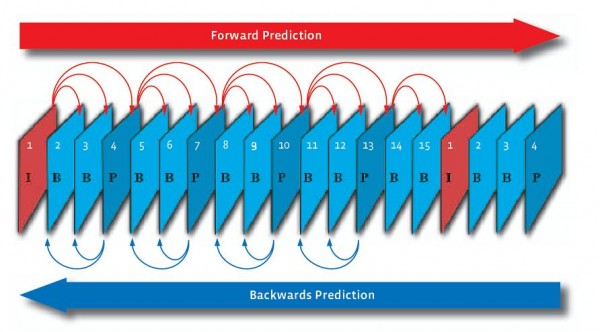 Forward Prediction
1 2 3 4 5 6 7 8 9 10 11 12 13 14 15 1 2 3 4
I B B P B B P B B P B B P B B I B B P
Backwards Prediction